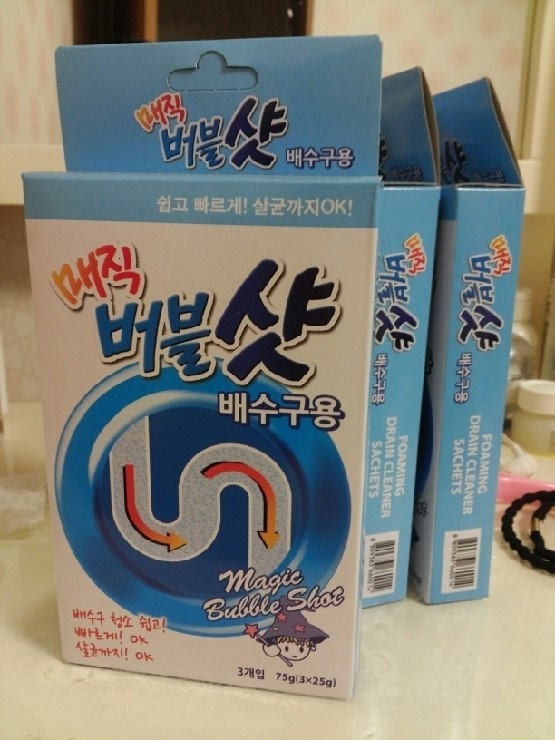 매직
버블샷
배수구용
쉽고 빠르게! 살균까지OK!
매직
버블샷
배수구용
Magic
Bubble Shot
배수구 청소 쉽고!
빠르게! OK
살균까지! OK
3개입 75g(3×25g)
매직
버블샷
배수구용
FOAMING
DRAIN CLEANER
SACHETS
매직
버블샷
배수구용
FOAMING
DRAIN CLEANER
SACHETS